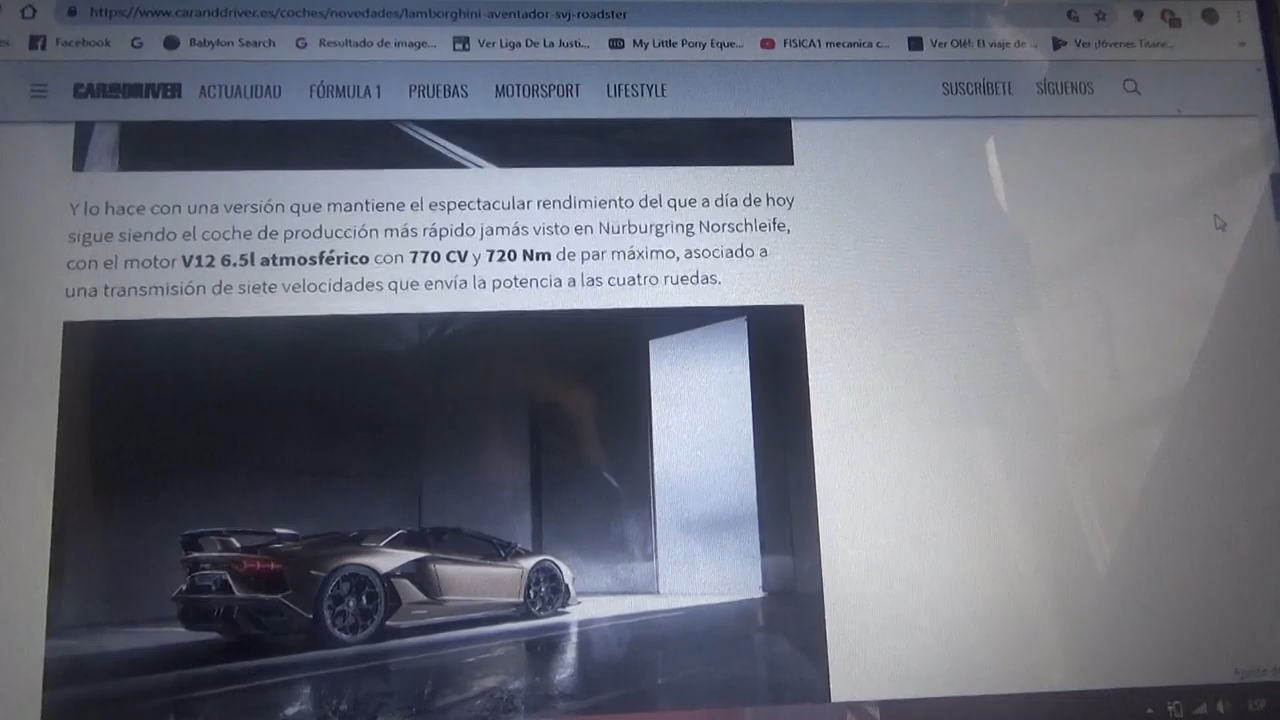 https://www.caranddriver.es/coches/novedades/lamborghini-aventador-svj-roadster
Facebook G Babylon Search G Resultado de image... Ver Liga De La Justi... My Little Pony Eque... FISICA1 mecanica c... Ver Olé!: El viaje de ... Ver ¡Jóvenes Titane...
CAR AND DRIVER ACTUALIDAD FÓRMULA 1 PRUEBAS MOTORSPORT LIFESTYLE SUSCRÍBETE SÍGUENOS
Y lo hace con una versión que mantiene el espectacular rendimiento del que a día de hoy
sigue siendo el coche de producción más rápido jamás visto en Nürburgring Norschleife,
con el motor V12 6.5l atmosférico con 770 CV y 720 Nm de par máximo, asociado a
una transmisión de siete velocidades que envía la potencia a las cuatro ruedas.
ESP